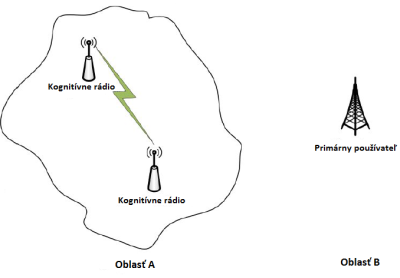 Kognitívne rádio
Primárny používateľ
Kognitívne rádio
Oblasť A
Oblasť B